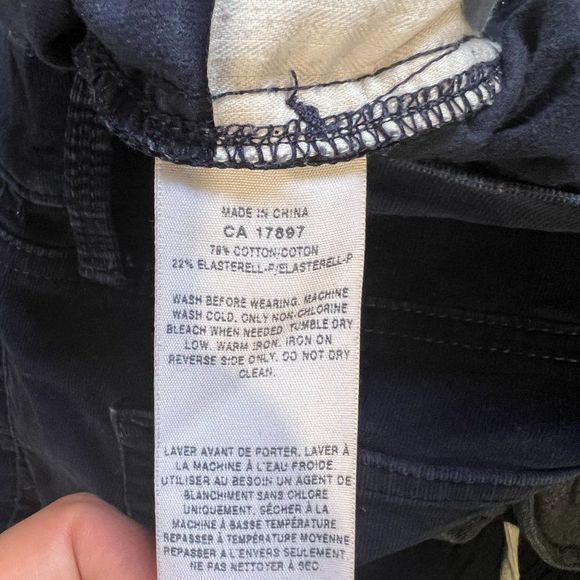 MADE IN CHINA
CA 17897
78% COTTON-COTON
22% ELASTERELL-P/ELASTERELL-P
WASH BEFORE WEARING. MACHINE
WASH COLD. ONLY NON-CHLORINE
BLEACH WHEN NEEDED. TUMBLE DRY
LOW. WARM IRON. IRON ON
REVERSE SIDE ONLY. DO NOT DRY
CLEAN.
LAVER AVANT DE PORTER. LAVER À
LA MACHINE À L'EAU FROIDE.
UTILISER AU BESOIN UN AGENT DE
BLANCHIMENT SANS CHLORE
UNIQUEMENT. SÉCHER À LA
MACHINE À BASSE TEMPÉRATURE.
REPASSER À TEMPÉRATURE MOYENNE
REPASSER À L'ENVERS SEULEMENT
NE PAS NETTOYER À SEC